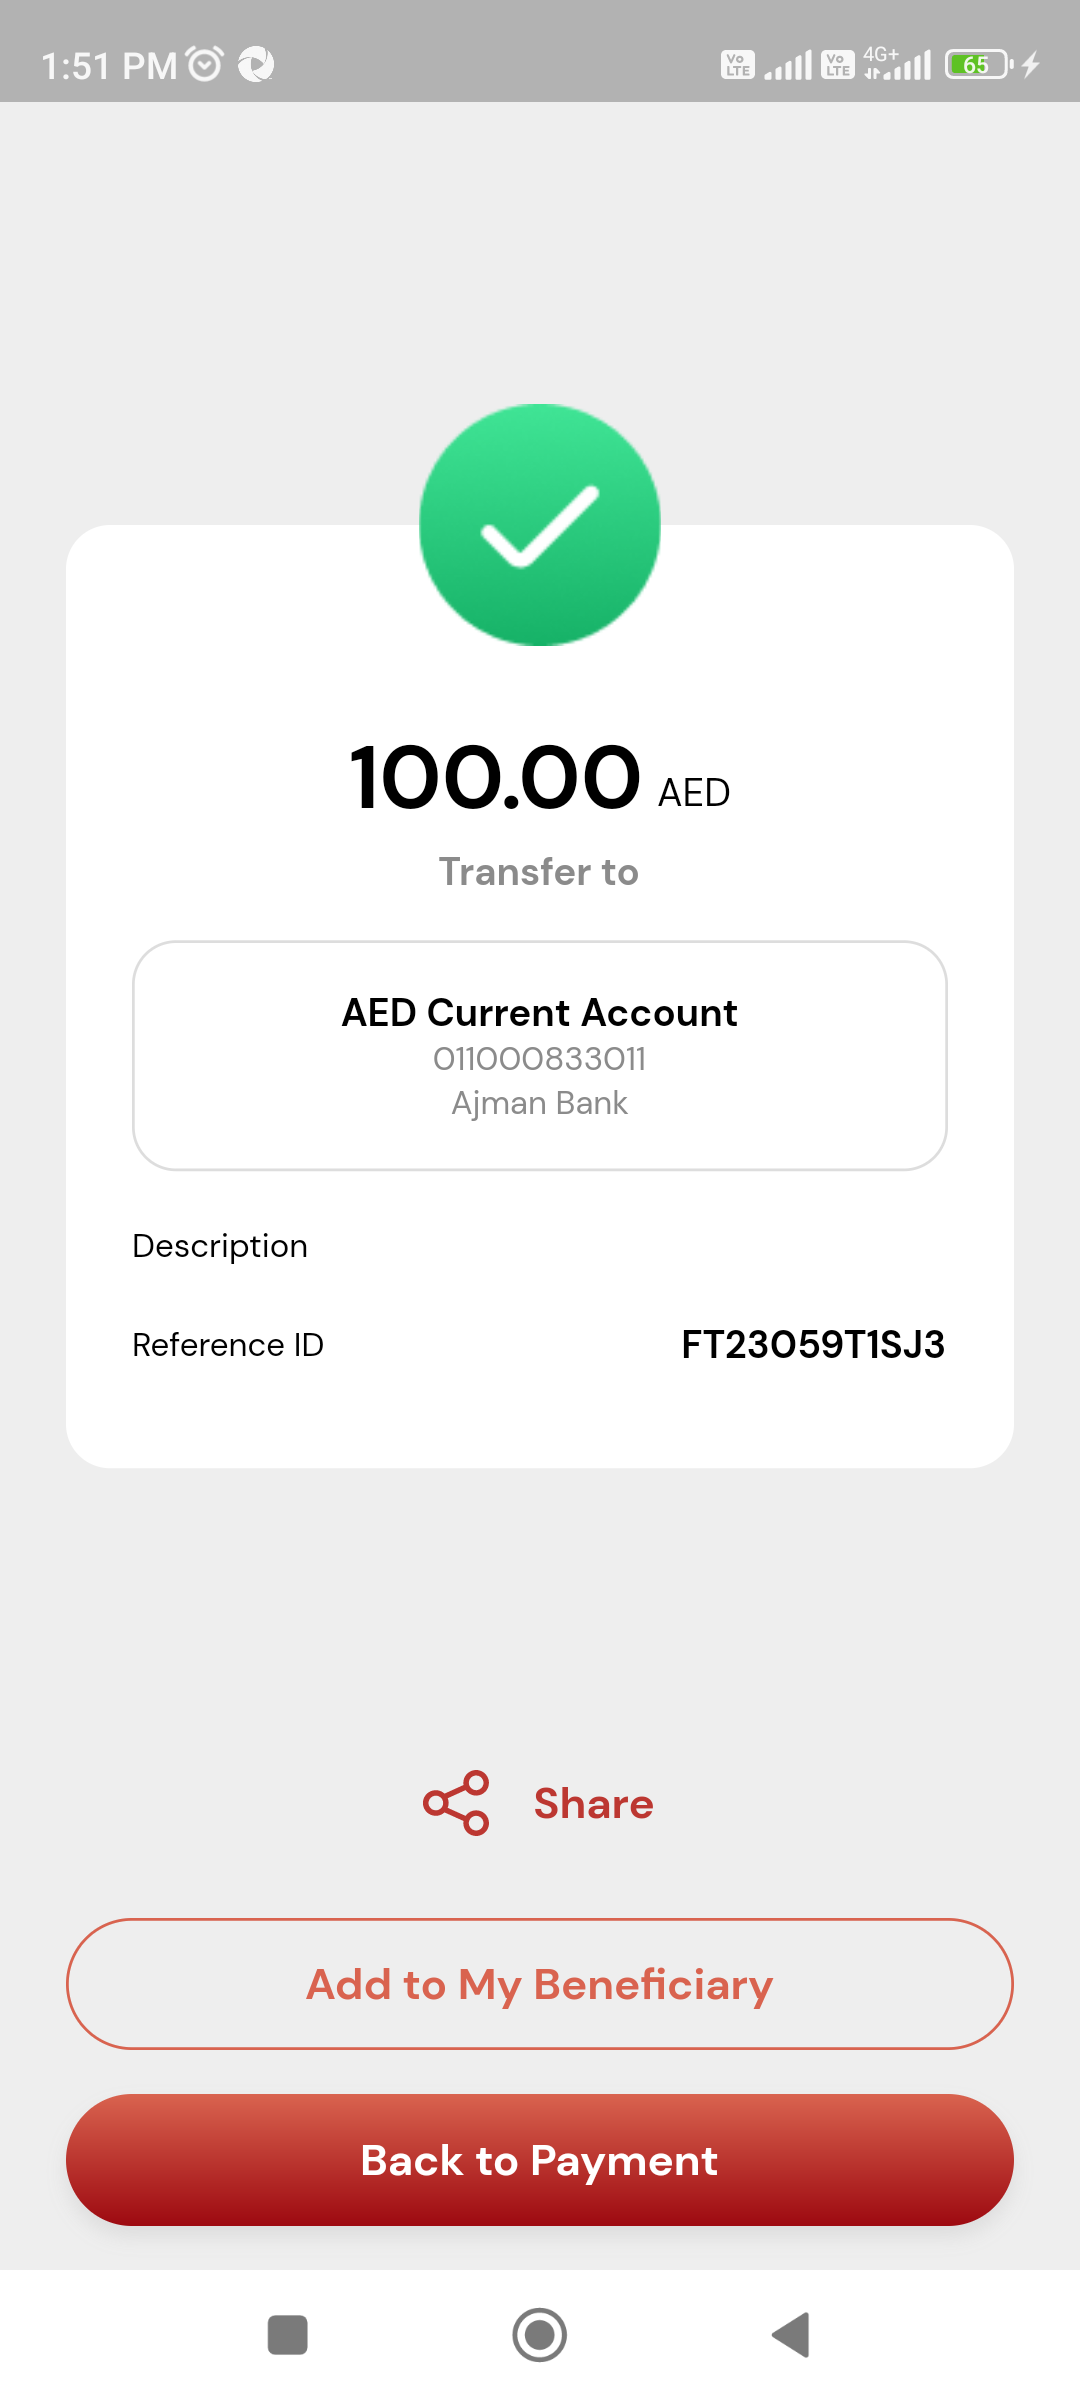 1:51 PM
Vo LTE
Vo LTE
4G+
65
100.00 AED
Transfer to
AED Current Account
011000833011
Ajman Bank
Description
Reference ID FT23059T1SJ3
Share
Add to My Beneficiary
Back to Payment